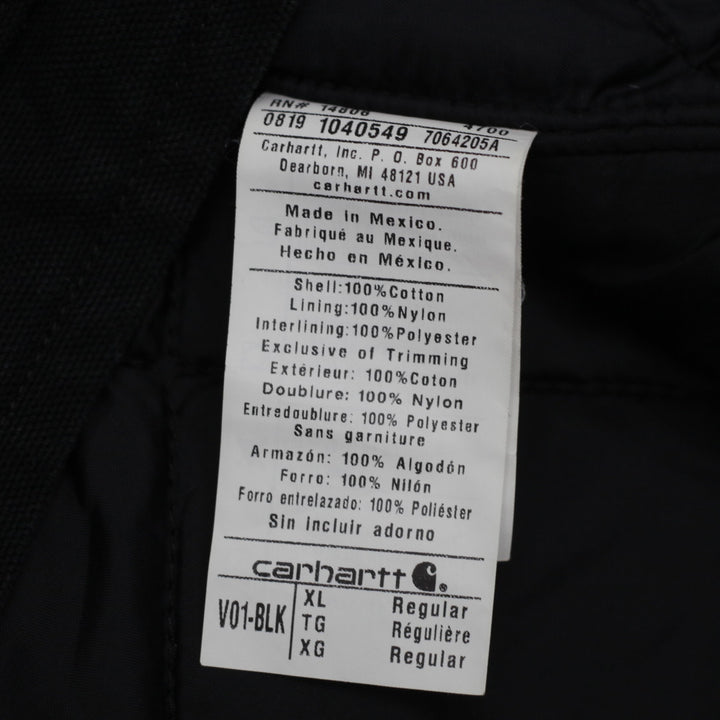 RN# 14806 4700
0819 1040549 7064205A
Carhartt, Inc. P. O. Box 600
Dearborn, MI 48121 USA
carhartt.com
Made in Mexico.
Fabriqué au Mexique.
Hecho en México.
Shell:100%Cotton
Lining:100%Nylon
Interlining:100%Polyester
Exclusive of Trimming
Extérieur: 100%Coton
Doublure: 100% Nylon
Entredoublure: 100% Polyester
Sans garniture
Armazón: 100% Algodón
Forro: 100% Nilón
Forro entrelazado: 100% Poliéster
Sin incluir adorno
carhartt
V01-BLK
XL Regular
TG Régulière
XG Regular